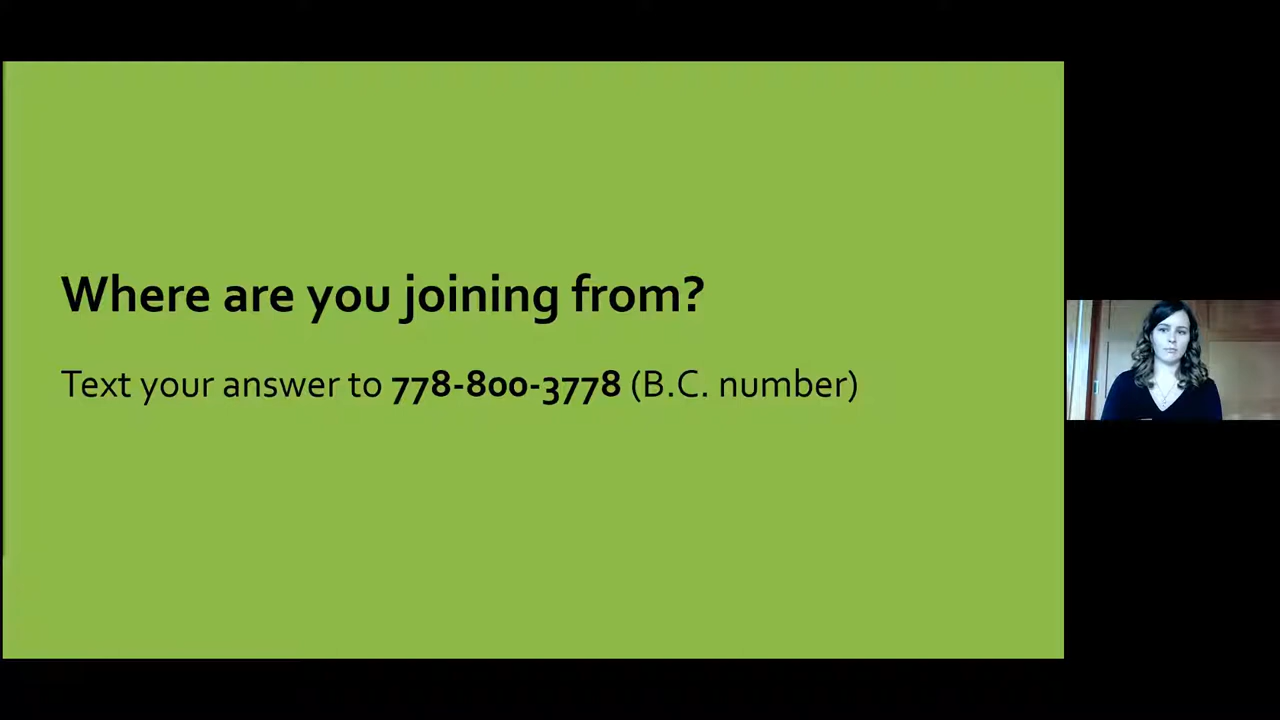 Where are you joining from?
Text your answer to 778-800-3778 (B.C. number)